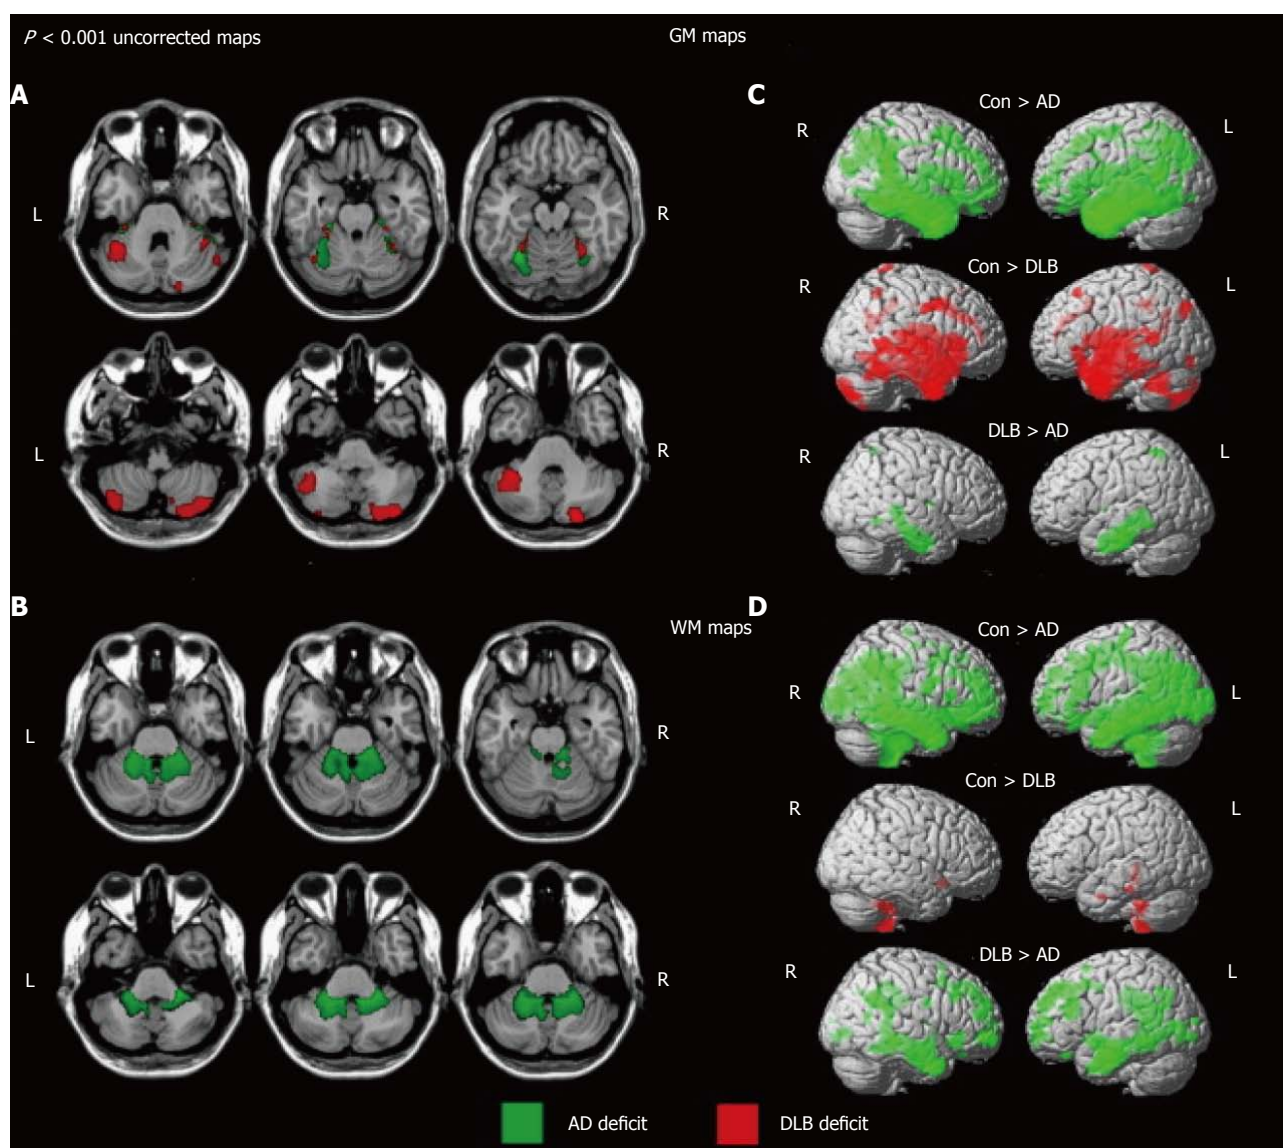 P < 0.001 uncorrected maps
GM maps
A
L
R
L
R
C
Con > AD
R
L
Con > DLB
R
L
DLB > AD
R
L
B
WM maps
L
R
L
R
D
Con > AD
R
L
Con > DLB
R
L
DLB > AD
R
L
AD deficit
DLB deficit